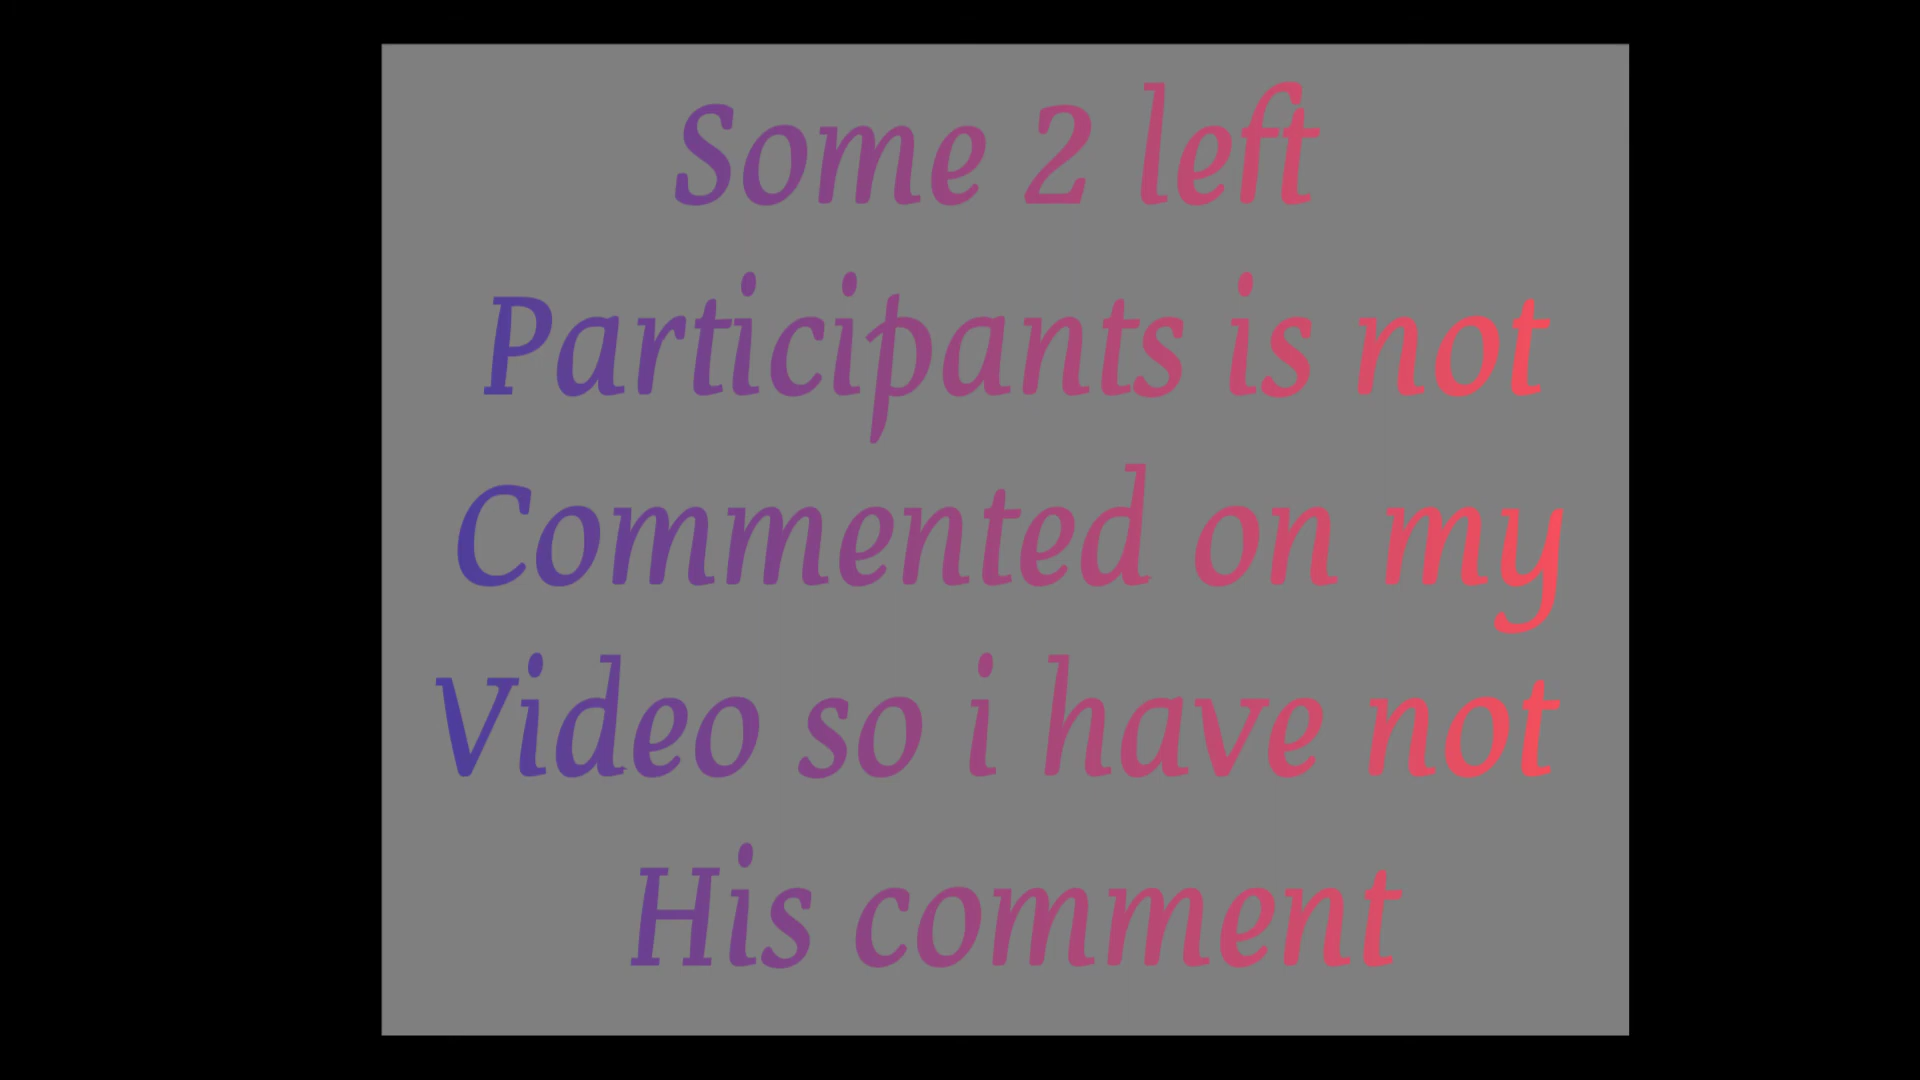 Some 2 left
Participants is not
Commented on my
Video so i have not
His comment